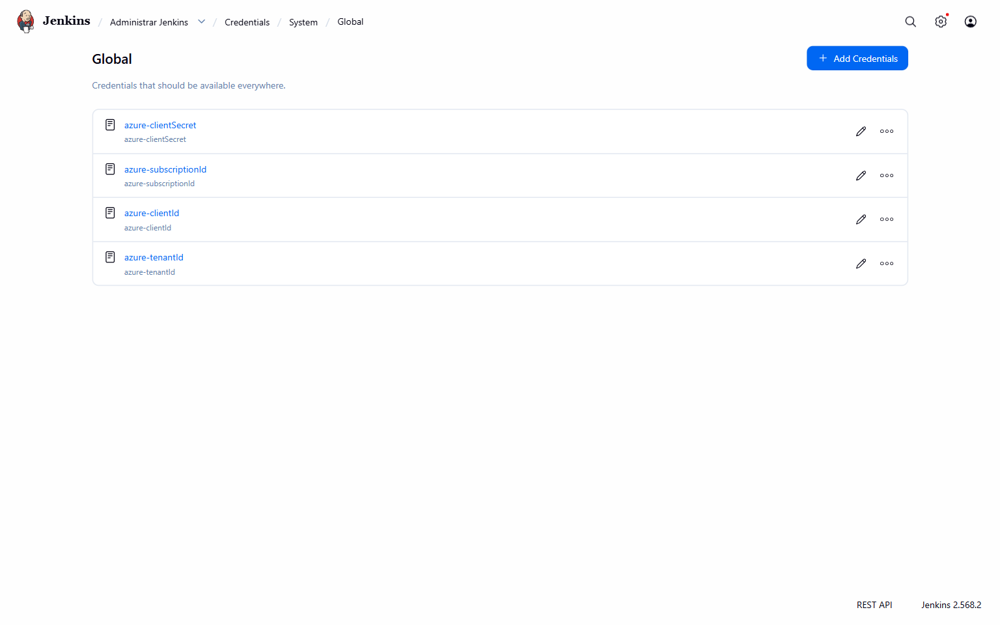 Jenkins / Administrar Jenkins / Credentials / System / Global
Global
+ Add Credentials
Credentials that should be available everywhere.
azure-clientSecret
azure-clientSecret
azure-subscriptionId
azure-subscriptionId
azure-clientId
azure-clientId
azure-tenantId
azure-tenantId
REST API
Jenkins 2.568.2